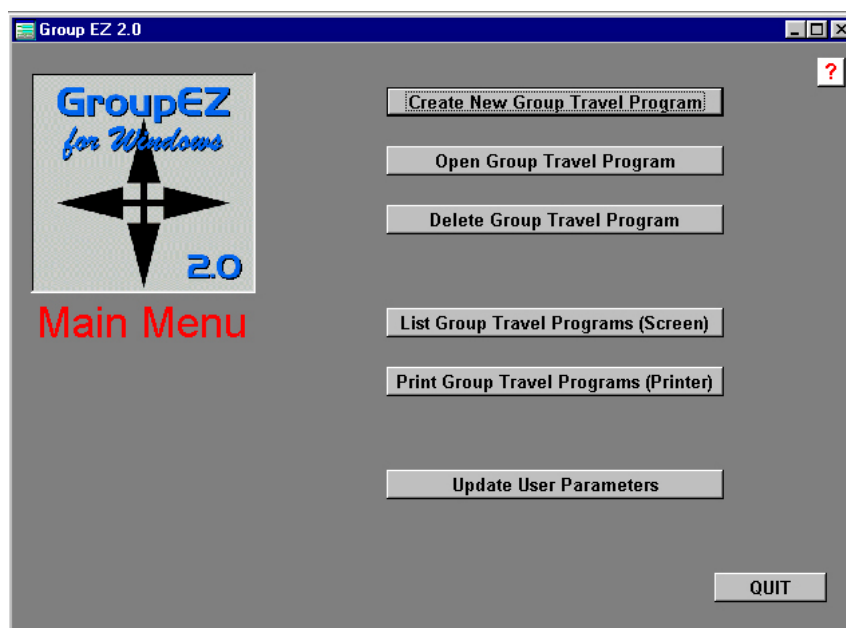 Group EZ 2.0
?
GroupEZ
for Windows
2.0
Main Menu
Create New Group Travel Program
Open Group Travel Program
Delete Group Travel Program
List Group Travel Programs (Screen)
Print Group Travel Programs (Printer)
Update User Parameters
QUIT